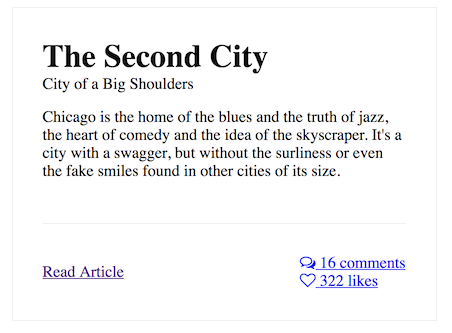 The Second City
City of a Big Shoulders
Chicago is the home of the blues and the truth of jazz,
the heart of comedy and the idea of the skyscraper. It's a
city with a swagger, but without the surliness or even
the fake smiles found in other cities of its size.
Read Article
16 comments
322 likes